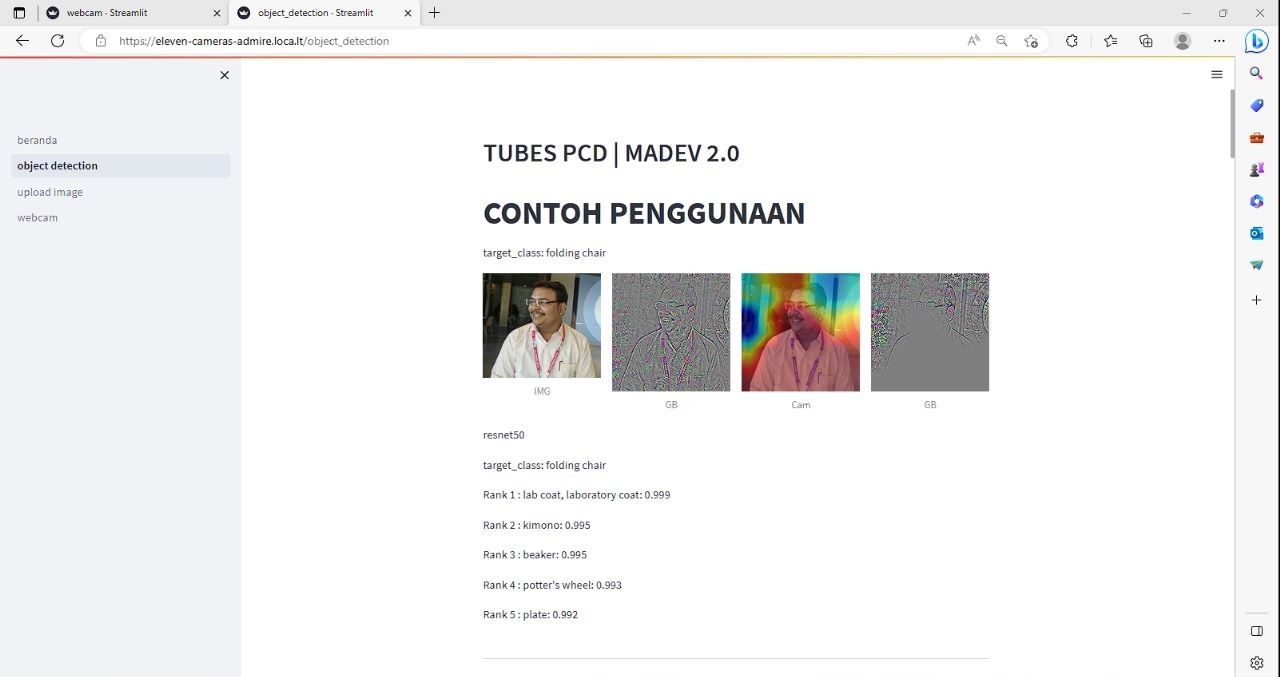 webcam · Streamlit
object_detection · Streamlit
https://eleven-cameras-admire.loca.lt/object_detection
beranda
object detection
upload image
webcam
TUBES PCD | MADEV 2.0
CONTOH PENGGUNAAN
target_class: folding chair
IMG
GB
Cam
GB
resnet50
target_class: folding chair
Rank 1 : lab coat, laboratory coat: 0.999
Rank 2 : kimono: 0.995
Rank 3 : beaker: 0.995
Rank 4 : potter's wheel: 0.993
Rank 5 : plate: 0.992